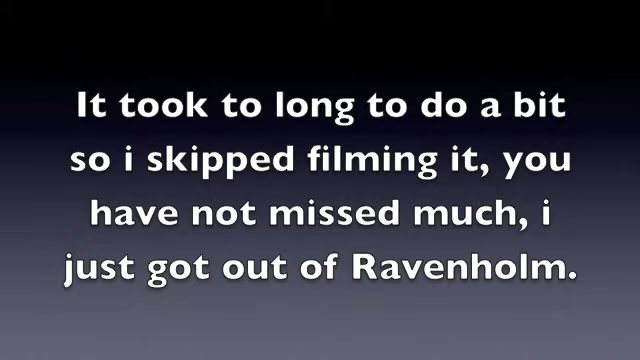 It took to long to do a bit
so i skipped filming it, you
have not missed much, i
just got out of Ravenholm.